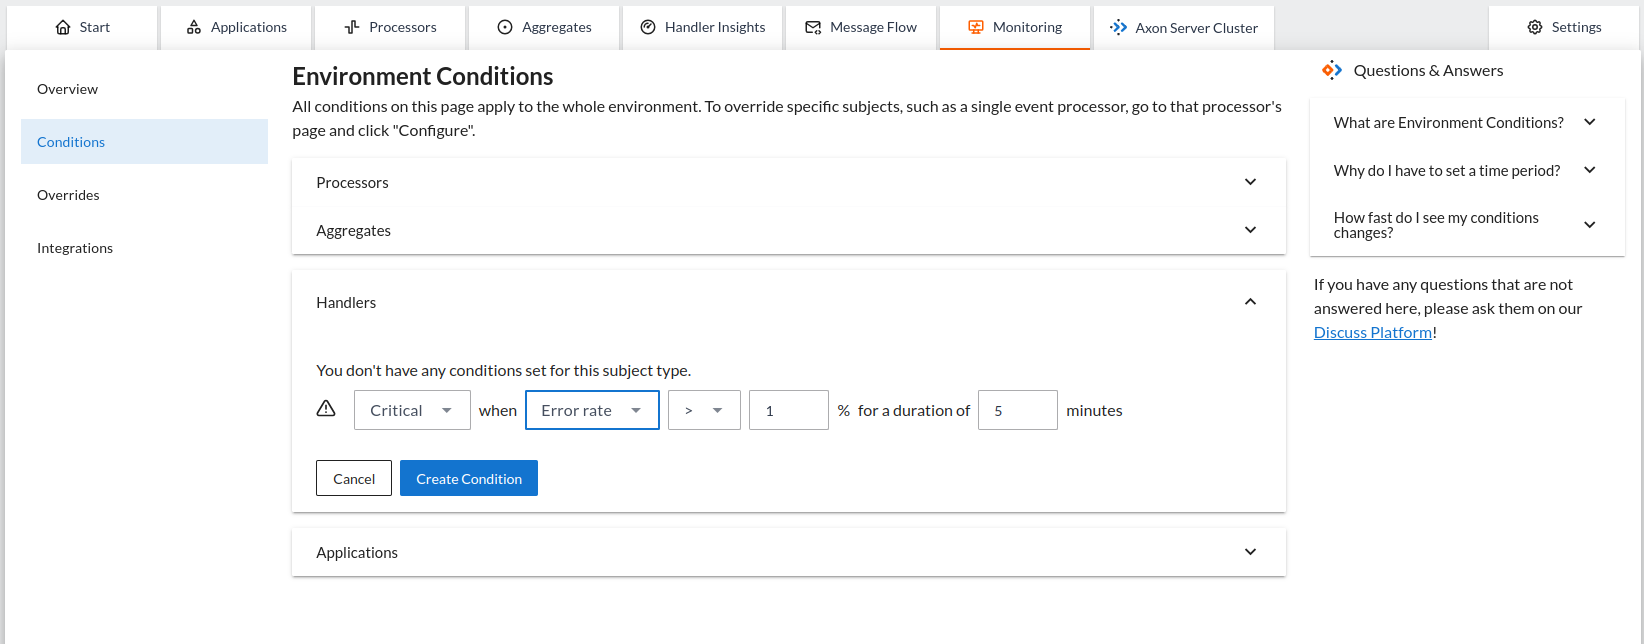 Start
Applications
Processors
Aggregates
Handler Insights
Message Flow
Monitoring
Axon Server Cluster
Settings
Overview
Conditions
Overrides
Integrations
Environment Conditions
All conditions on this page apply to the whole environment. To override specific subjects, such as a single event processor, go to that processor's
page and click "Configure".
Processors
Aggregates
Handlers
You don't have any conditions set for this subject type.
Critical when Error rate > 1 % for a duration of 5 minutes
Cancel
Create Condition
Applications
Questions & Answers
What are Environment Conditions?
Why do I have to set a time period?
How fast do I see my conditions
changes?
If you have any questions that are not
answered here, please ask them on our
Discuss Platform!